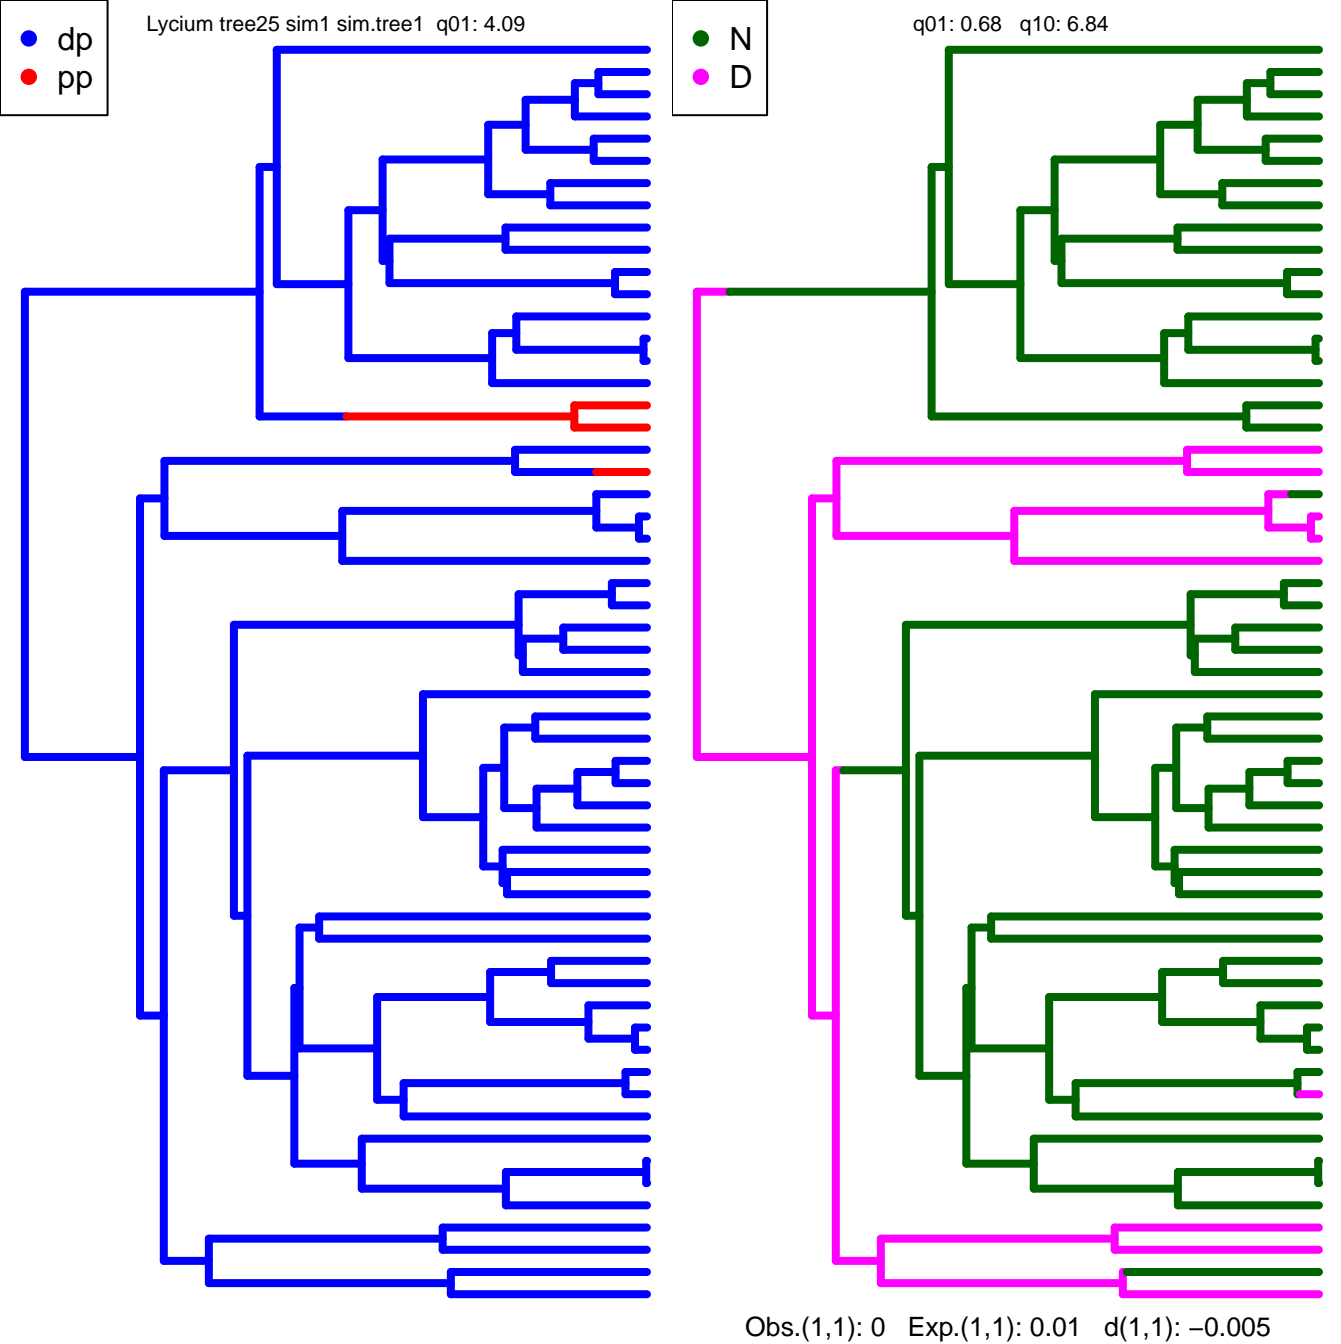 Lycium tree25 sim1 sim.tree1  q01: 4.09
dp
pp
q01: 0.68   q10: 6.84
N
D
Obs.(1,1): 0   Exp.(1,1): 0.01   d(1,1): −0.005